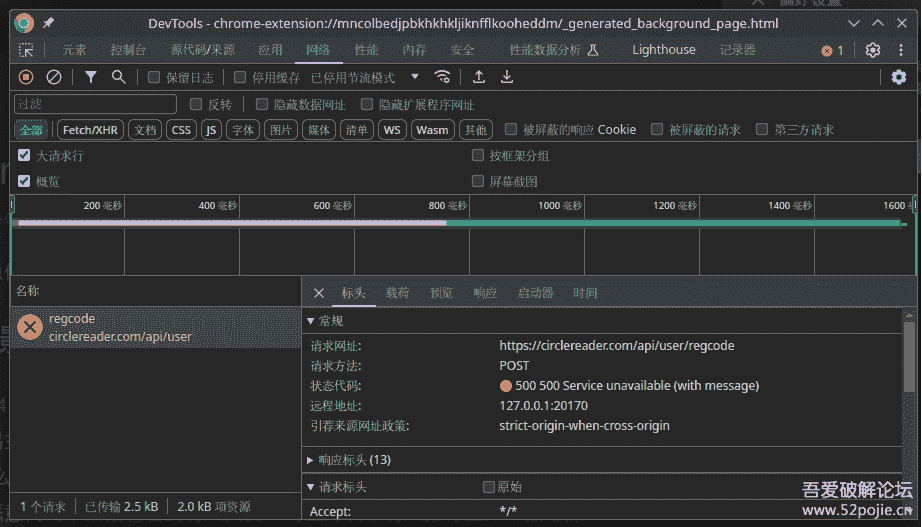 偏好设置
DevTools - chrome-extension://mncolbedjpbkhkhkljiknfflkooheddm/_generated_background_page.html
元素 控制台 源代码/来源 应用 网络 性能 内存 安全 性能数据分析 Lighthouse 记录器 1
保留日志 停用缓存 已停用节流模式
过滤 反转 隐藏数据网址 隐藏扩展程序网址
全部 Fetch/XHR 文档 CSS JS 字体 图片 媒体 清单 WS Wasm 其他 被屏蔽的响应 Cookie 被屏蔽的请求 第三方请求
大请求行 按框架分组
概览 屏幕截图
200 毫秒 400 毫秒 600 毫秒 800 毫秒 1000 毫秒 1200 毫秒 1400 毫秒 1600 毫
名称
标头 载荷 预览 响应 启动器 时间
regcode
circlereader.com/api/user
常规
请求网址: https://circlereader.com/api/user/regcode
请求方法: POST
状态代码: 500 500 Service unavailable (with message)
远程地址: 127.0.0.1:20170
引荐来源网址政策: strict-origin-when-cross-origin
响应标头 (13)
请求标头 原始
Accept: */*
1 个请求 已传输 2.5 kB 2.0 kB 项资源
吾爱破解论坛
www.52pojie.cn